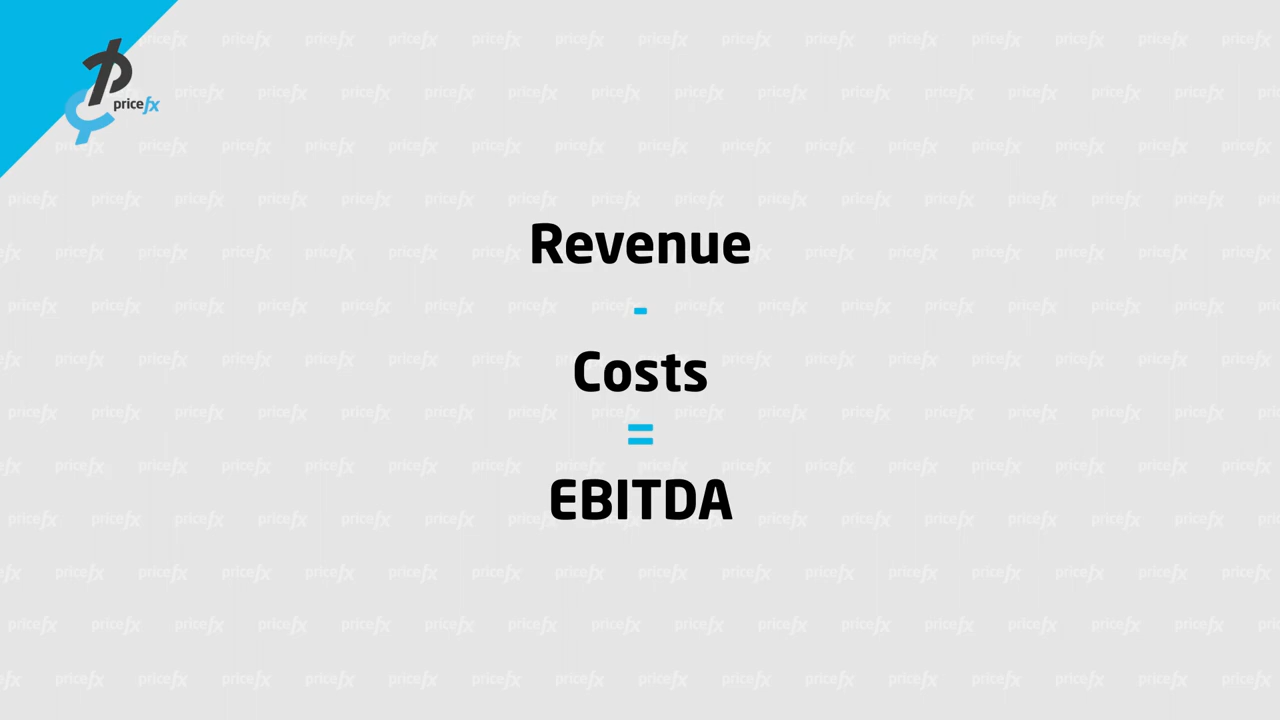 pricefx
Revenue
-
Costs
=
EBITDA